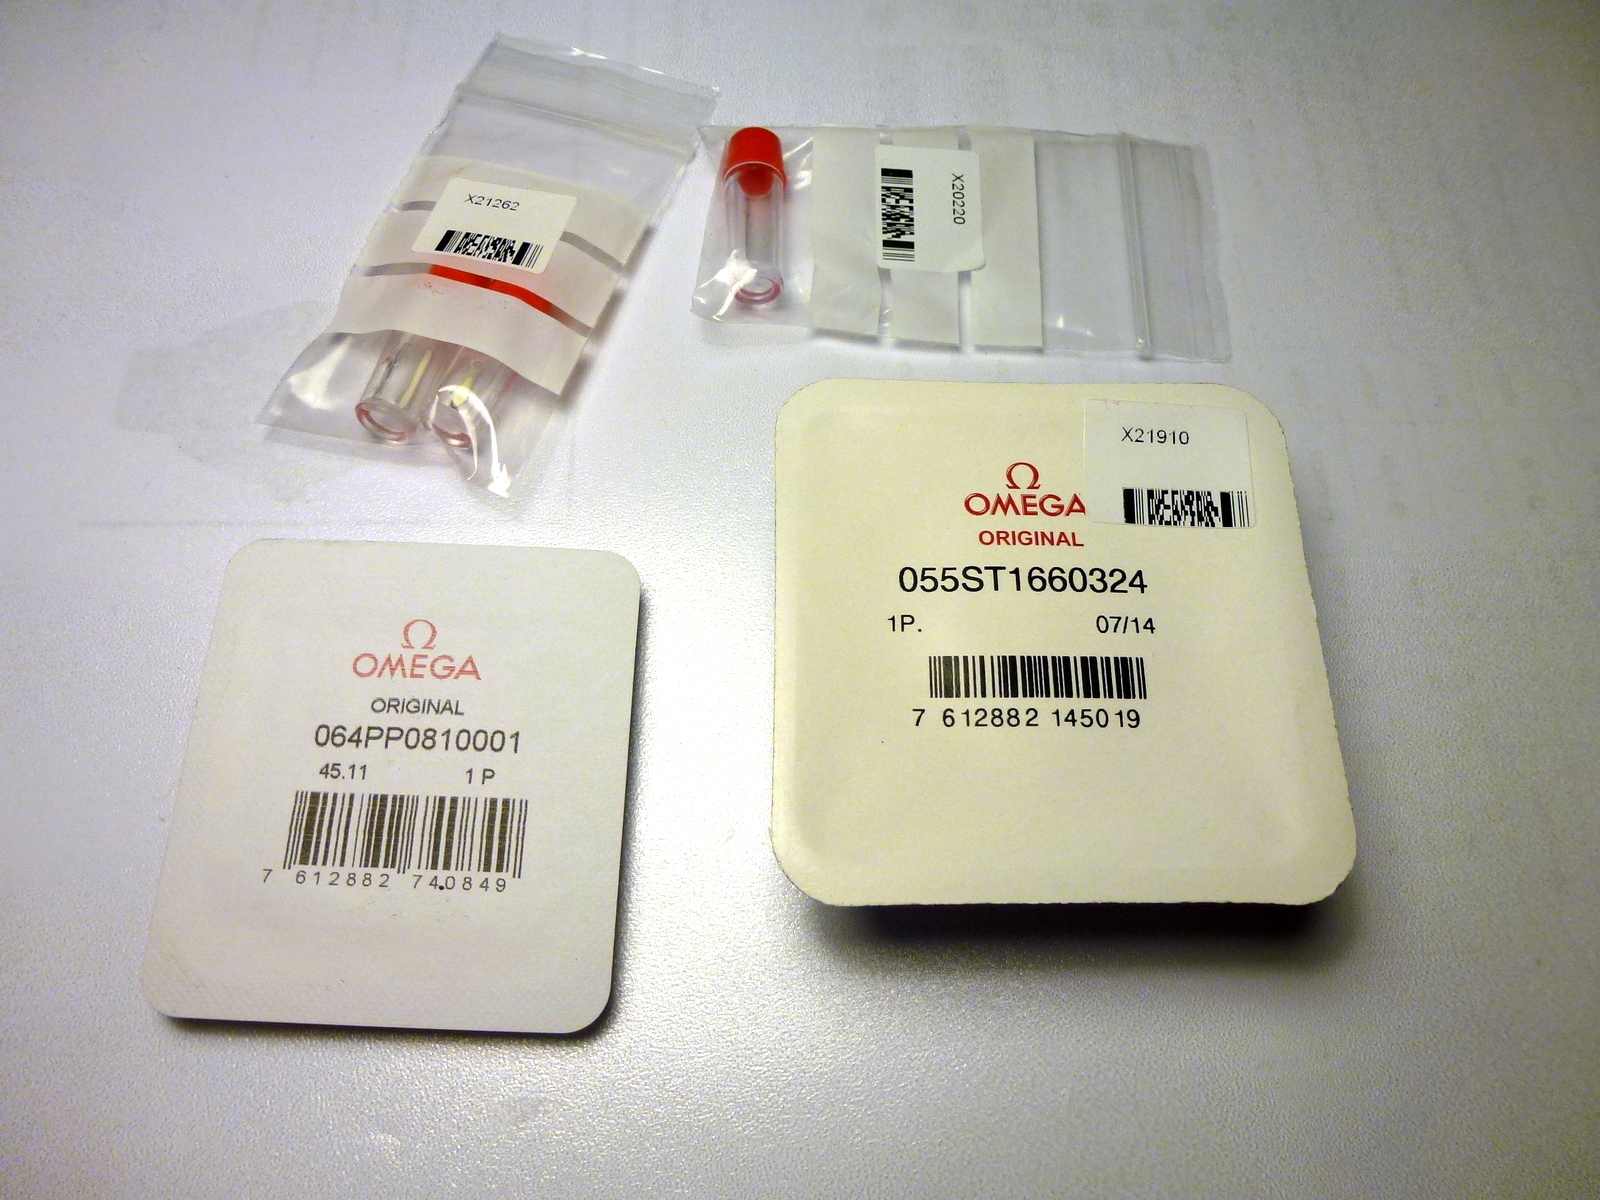 X21262
X20220
X21910
Ω
OMEGA
ORIGINAL
055ST1660324
1P. 07/14
7 612882 145019
Ω
OMEGA
ORIGINAL
064PP0810001
45.11 1 P
7 612882 740849